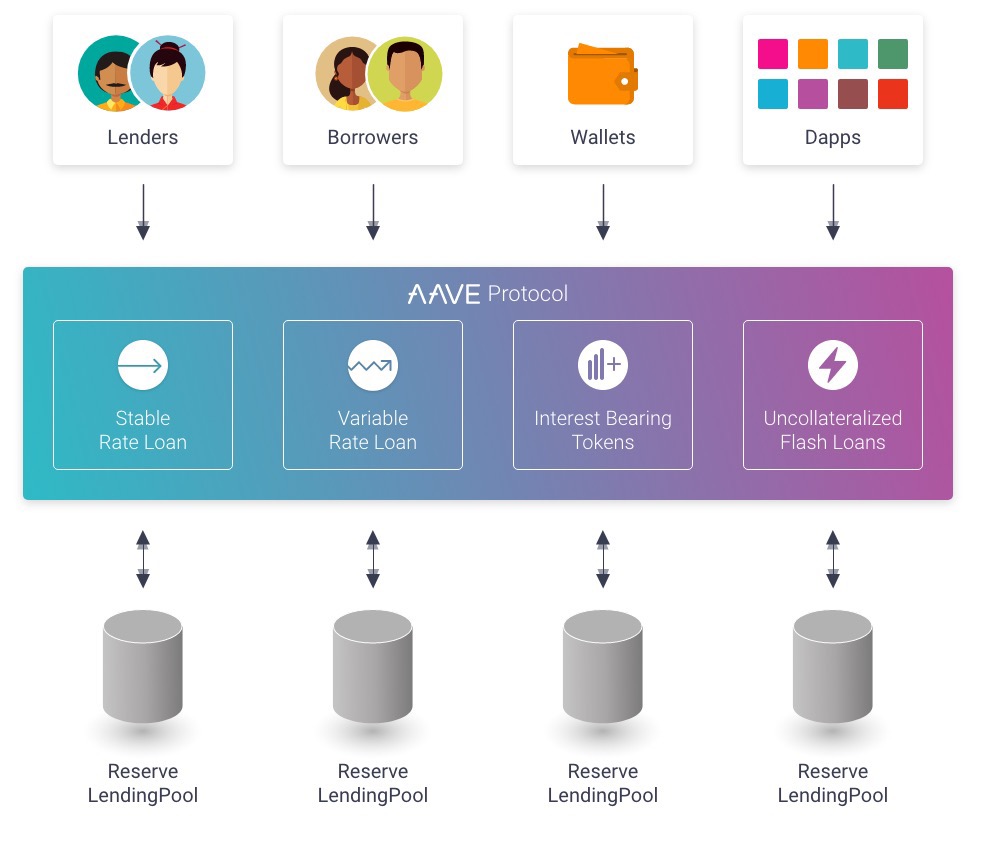 Lenders
Borrowers
Wallets
Dapps
AAVE Protocol
Stable
Rate Loan
Variable
Rate Loan
Interest Bearing
Tokens
Uncollateralized
Flash Loans
Reserve
LendingPool
Reserve
LendingPool
Reserve
LendingPool
Reserve
LendingPool